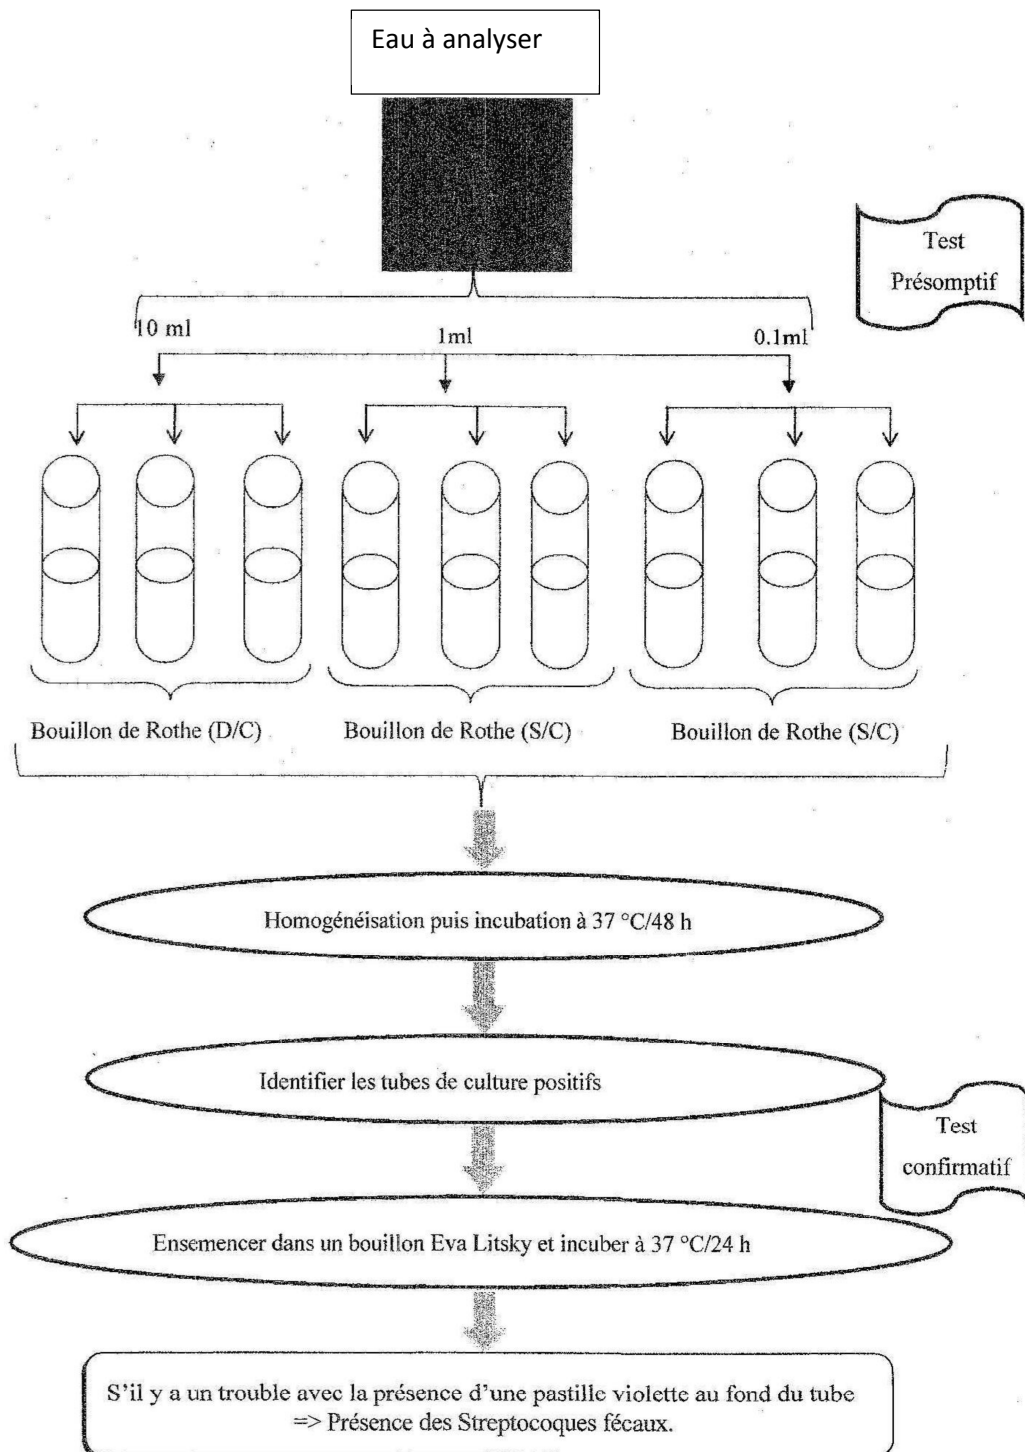 Eau à analyser
Test
Présomptif
10 ml
1ml
0.1ml
Bouillon de Rothe (D/C)
Bouillon de Rothe (S/C)
Bouillon de Rothe (S/C)
Homogénéisation puis incubation à 37 °C/48 h
Identifier les tubes de culture positifs
Test
confirmatif
Ensemencer dans un bouillon Eva Litsky et incuber à 37 °C/24 h
S'il y a un trouble avec la présence d'une pastille violette au fond du tube
=> Présence des Streptocoques fécaux.